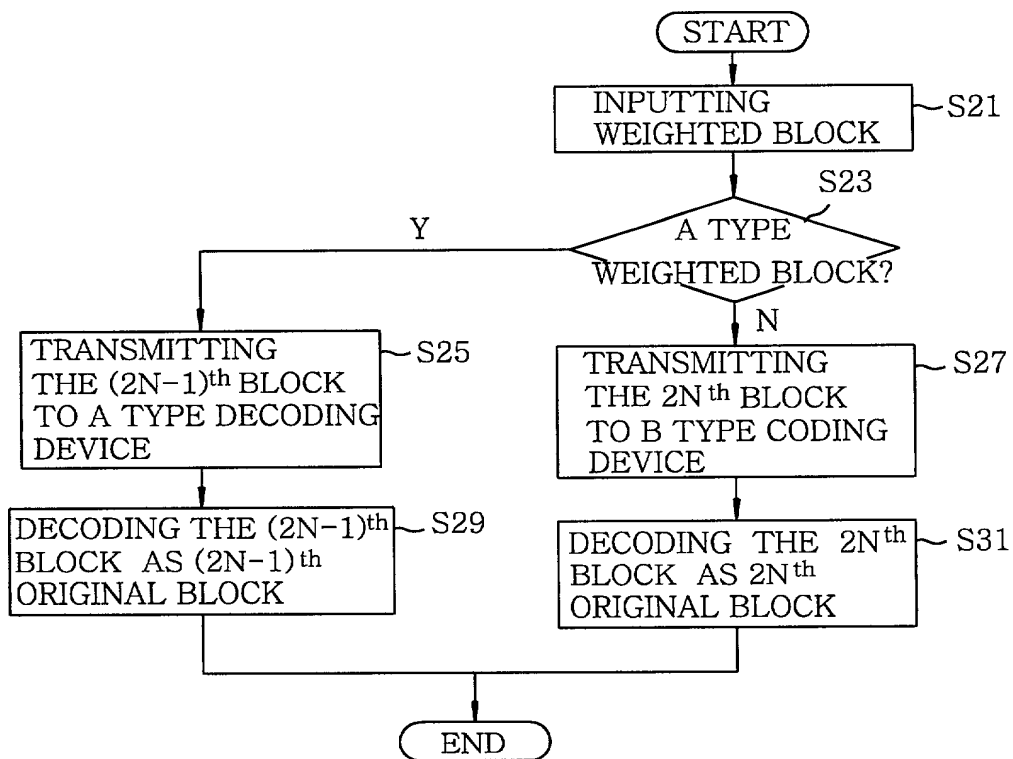 START
INPUTTING
WEIGHTED BLOCK
S21
S23
A TYPE
WEIGHTED BLOCK?
Y
N
TRANSMITTING
THE (2N-1)th BLOCK
TO A TYPE DECODING
DEVICE
S25
TRANSMITTING
THE 2Nth BLOCK
TO B TYPE CODING
DEVICE
S27
DECODING THE (2N-1)th
BLOCK AS (2N-1)th
ORIGINAL BLOCK
S29
DECODING THE 2Nth
BLOCK AS 2Nth
ORIGINAL BLOCK
S31
END